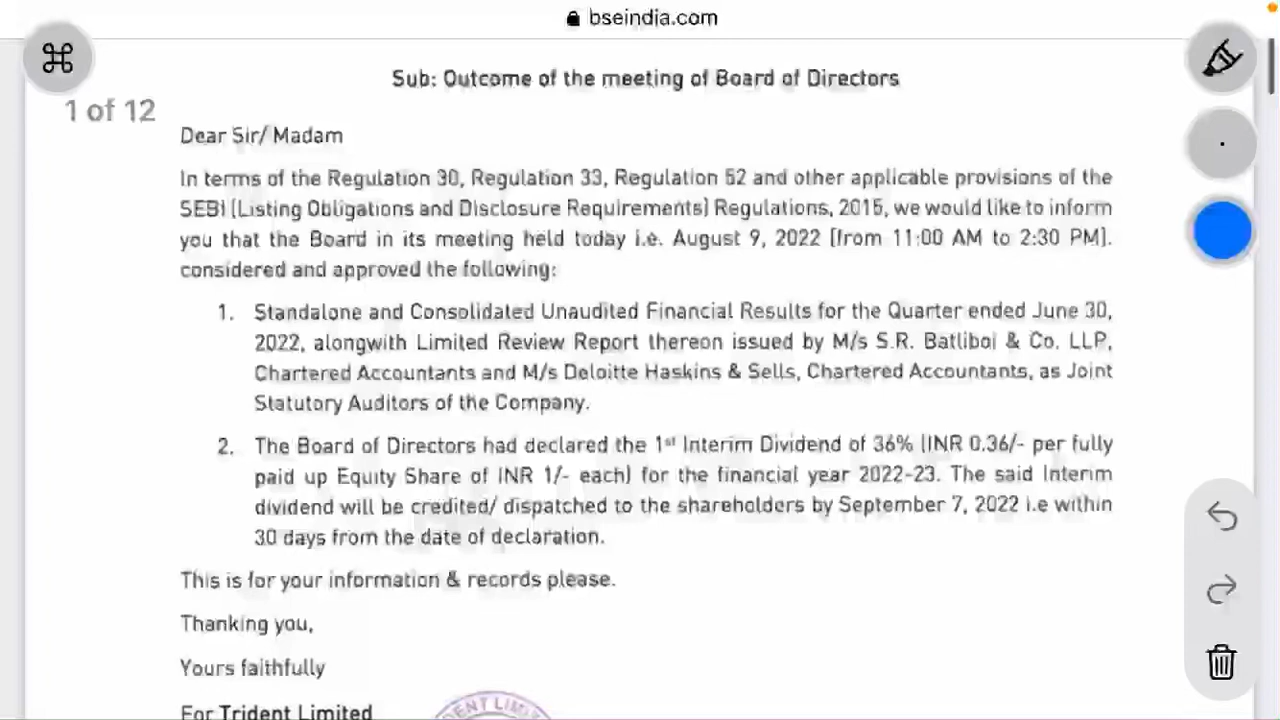 bseindia.com
Sub: Outcome of the meeting of Board of Directors
1 of 12
Dear Sir/ Madam
In terms of the Regulation 30, Regulation 33, Regulation 52 and other applicable provisions of the
SEBI (Listing Obligations and Disclosure Requirements) Regulations, 2015, we would like to inform
you that the Board in its meeting held today i.e. August 9, 2022 [from 11:00 AM to 2:30 PM].
considered and approved the following:
1. Standalone and Consolidated Unaudited Financial Results for the Quarter ended June 30,
2022, alongwith Limited Review Report thereon issued by M/s S.R. Batliboi & Co. LLP,
Chartered Accountants and M/s Deloitte Haskins & Sells, Chartered Accountants, as Joint
Statutory Auditors of the Company.
2. The Board of Directors had declared the 1st Interim Dividend of 36% (INR 0.36/- per fully
paid up Equity Share of INR 1/- each) for the financial year 2022-23. The said Interim
dividend will be credited/ dispatched to the shareholders by September 7, 2022 i.e within
30 days from the date of declaration.
This is for your information & records please.
Thanking you,
Yours faithfully
For Trident Limited
DENT LIMI